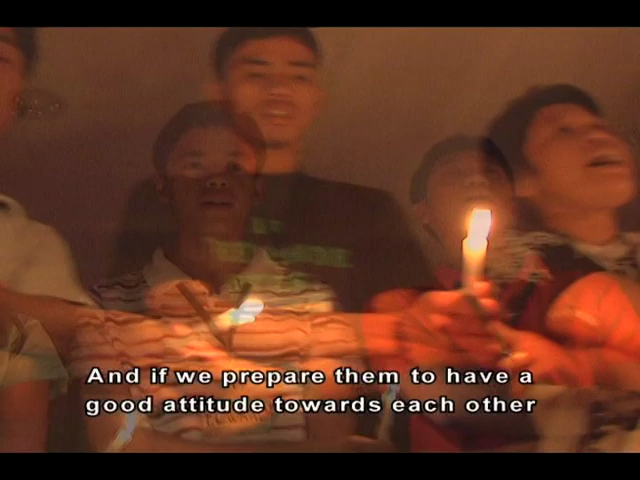 And if we prepare them to have a
good attitude towards each other